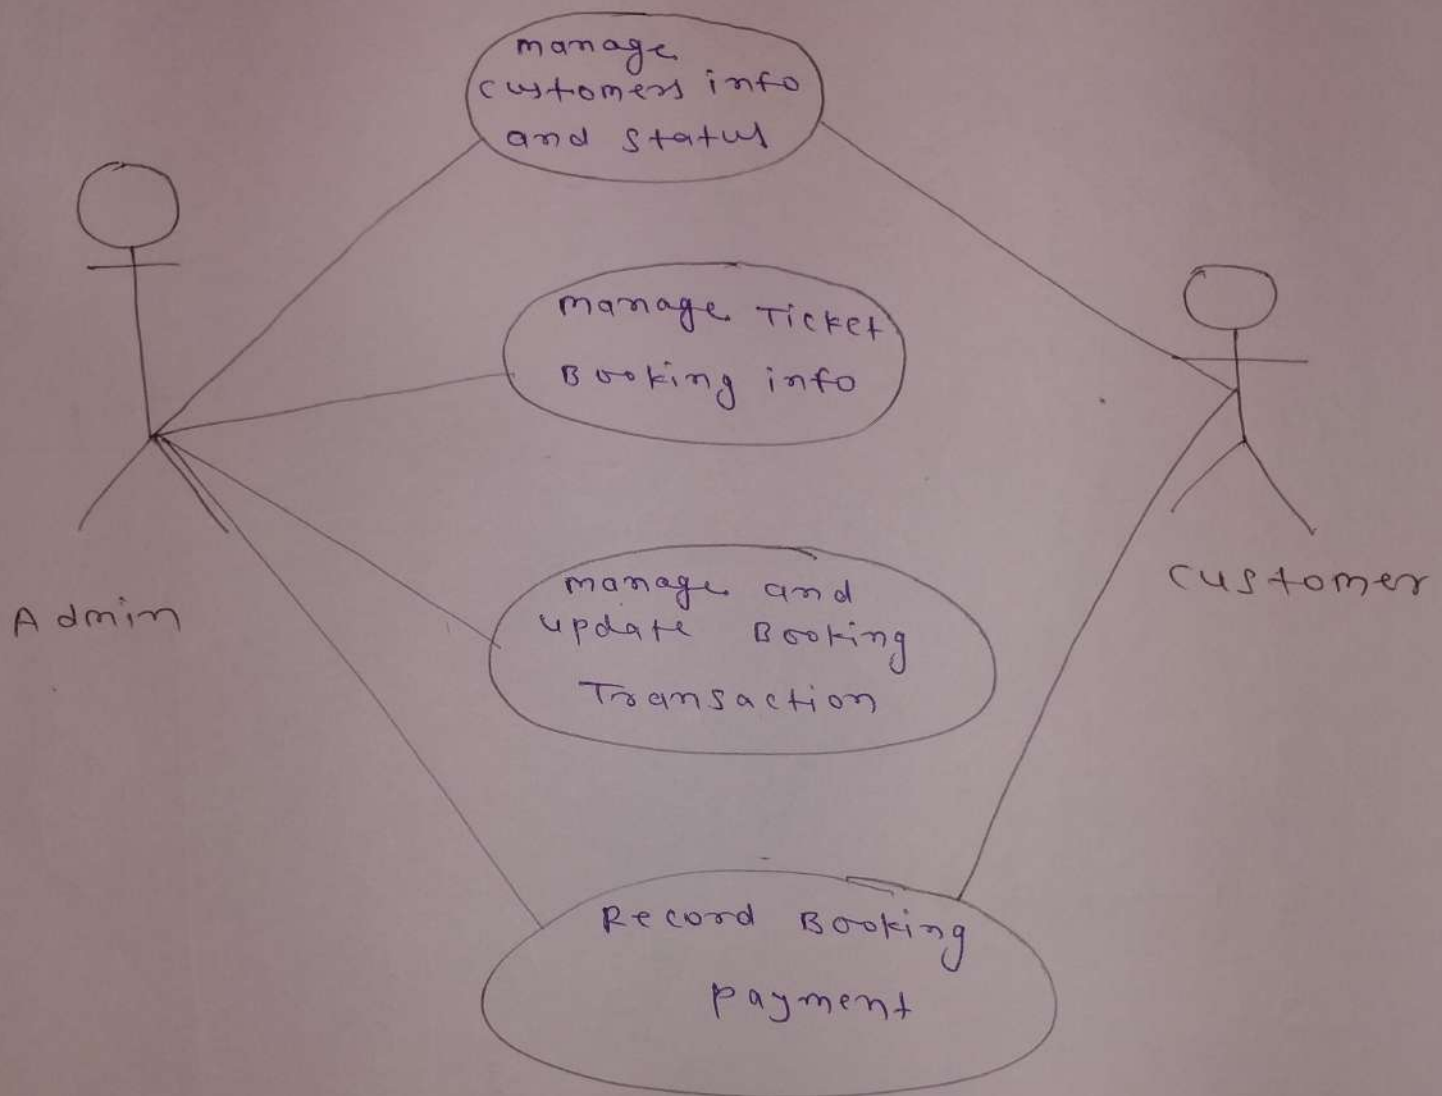 manage
customers info
and status
manage Ticket
Booking info
Admin
customer
manage and
update Booking
Transaction
Record Booking
payment